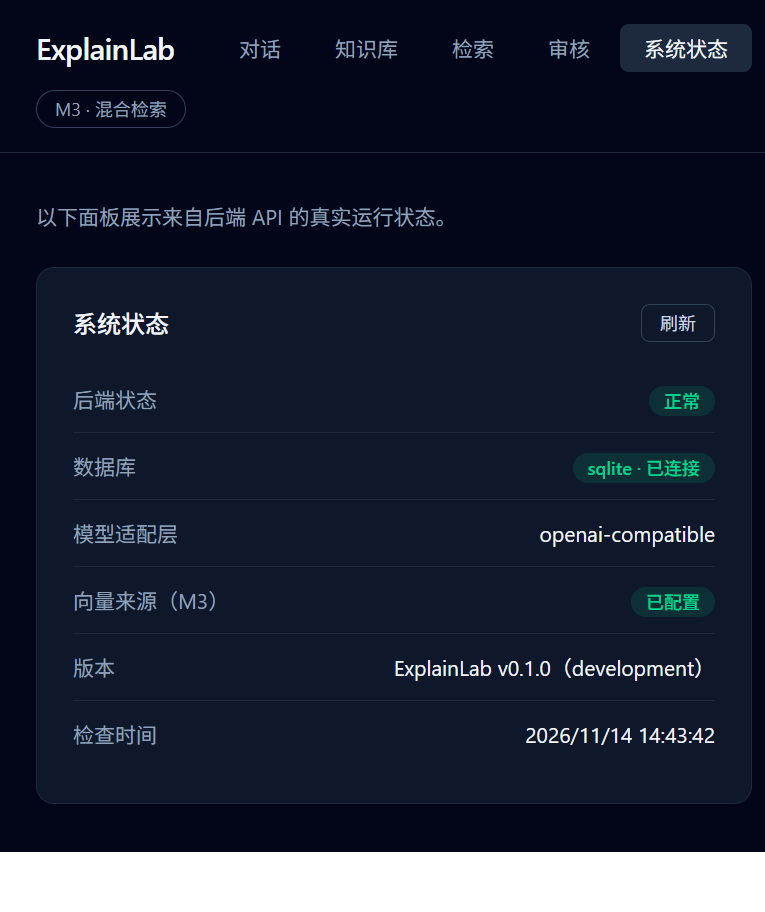 ExplainLab 对话 知识库 检索 审核 系统状态
M3 · 混合检索
以下面板展示来自后端 API 的真实运行状态。
系统状态 刷新
后端状态 正常
数据库 sqlite · 已连接
模型适配层 openai-compatible
向量来源（M3） 已配置
版本 ExplainLab v0.1.0（development）
检查时间 2026/11/14 14:43:42